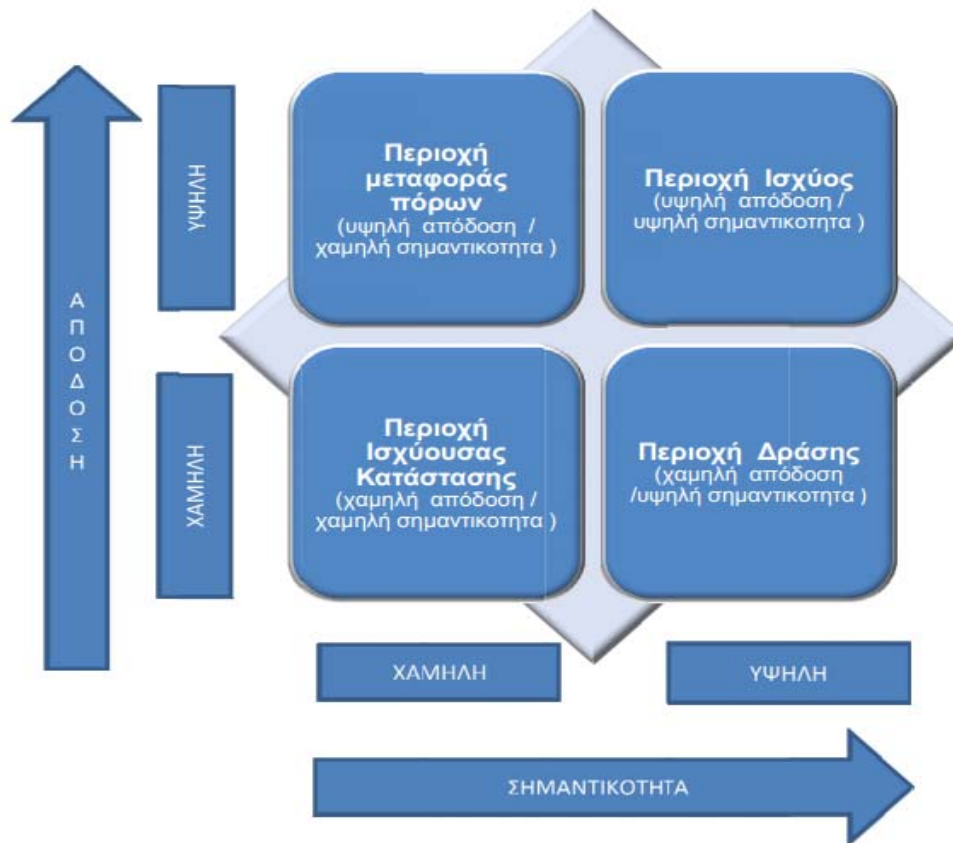 ΑΠΟΔΟΣΗ
ΥΨΗΛΗ
Περιοχή
μεταφοράς
πόρων
(υψηλή απόδοση /
χαμηλή σημαντικοτητα )
Περιοχή Ισχύος
(υψηλή απόδοση /
υψηλή σημαντικοτητα )
ΧΑΜΗΛΗ
Περιοχή
Ισχύουσας
Κατάστασης
(χαμηλή απόδοση /
χαμηλή σημαντικοτητα )
Περιοχή Δράσης
(χαμηλή απόδοση
/υψηλή σημαντικοτητα )
ΧΑΜΗΛΗ
ΥΨΗΛΗ
ΣΗΜΑΝΤΙΚΟΤΗΤΑ